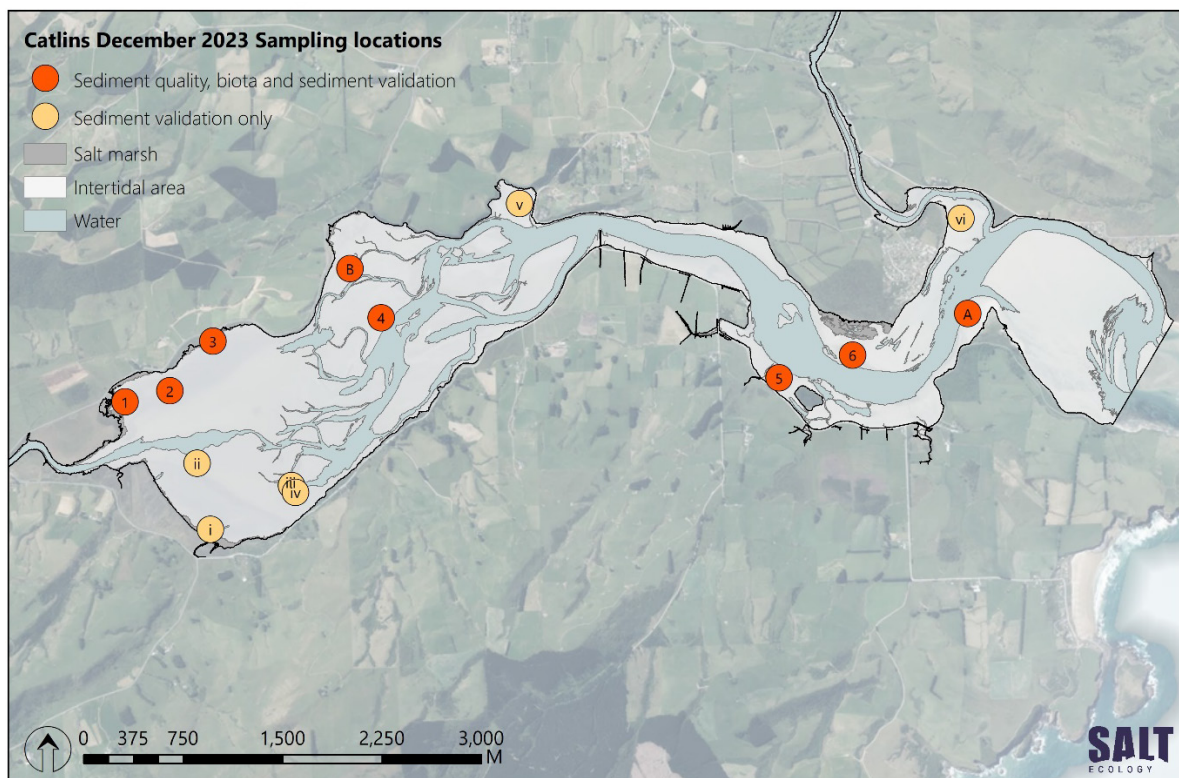 Catlins December 2023 Sampling locations
Sediment quality, biota and sediment validation
Sediment validation only
Salt marsh
Intertidal area
Water
v
vi
B
4
A
3
6
5
2
1
ii
iii
iv
i
0 375 750 1,500 2,250 3,000
M
SALT
ECOLOGY